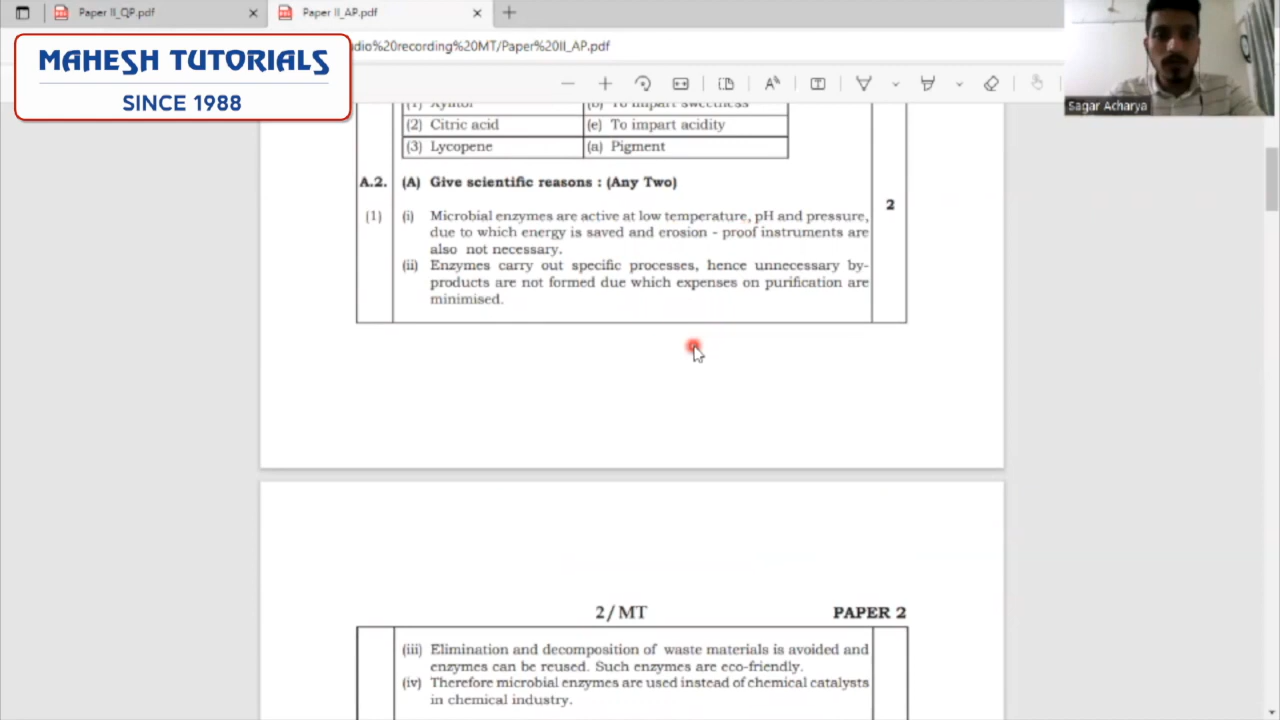 Paper II_QP.pdf
Paper II_AP.pdf
MAHESH TUTORIALS
SINCE 1988
dio%20recording%20MT/Paper%20II_AP.pdf
Sagar Acharya
(1) Xylitol (b) To impart sweetness
(2) Citric acid (e) To impart acidity
(3) Lycopene (a) Pigment
A.2. (A) Give scientific reasons : (Any Two)
2
(1) (i) Microbial enzymes are active at low temperature, pH and pressure,
due to which energy is saved and erosion - proof instruments are
also not necessary.
(ii) Enzymes carry out specific processes, hence unnecessary by-
products are not formed due which expenses on purification are
minimised.
2/MT PAPER 2
(iii) Elimination and decomposition of waste materials is avoided and
enzymes can be reused. Such enzymes are eco-friendly.
(iv) Therefore microbial enzymes are used instead of chemical catalysts
in chemical industry.